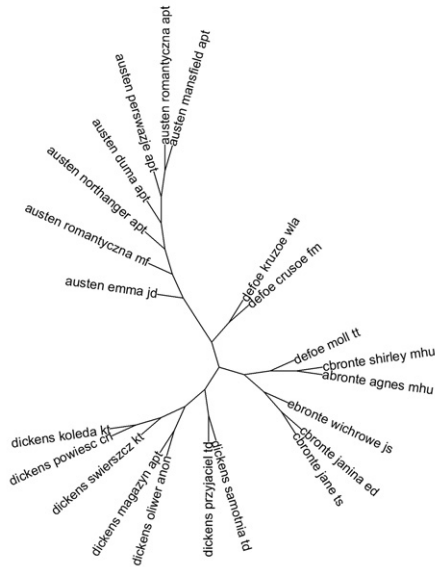 austen romantyczna apt
austen mansfield apt
austen perswazje apt
austen duma apt
austen northanger apt
austen romantyczna mf
austen emma jd
defoe kruzoe wla
defoe crusoe fm
defoe moll tt
cbronte shirley mhu
abronte agnes mhu
ebronte wichrowe js
cbronte janina ed
cbronte jane ts
dickens koleda kt
dickens powiesc cn
dickens swierszcz kt
dickens magazyn apt
dickens oliwer anon
dickens przyjaciel td
dickens samotnia td